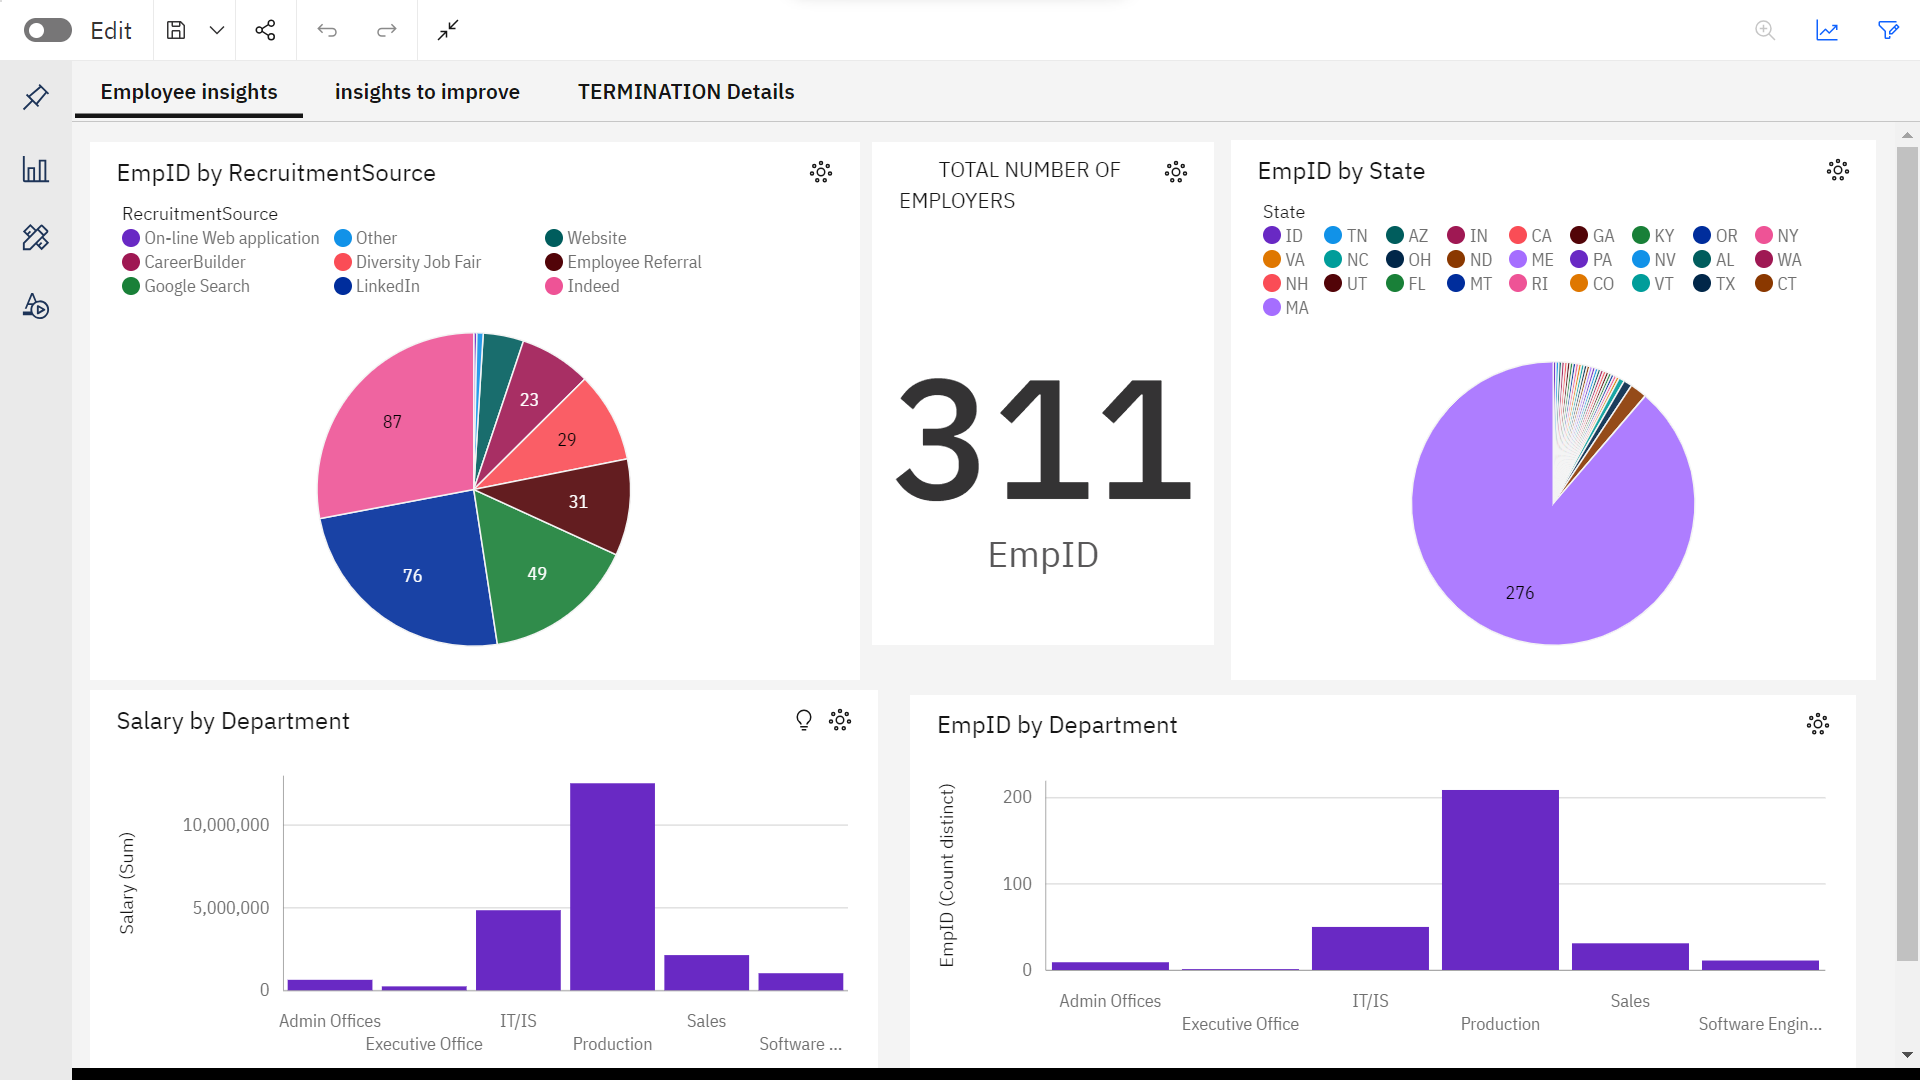 Edit
Employee insights
insights to improve
TERMINATION Details
EmpID by RecruitmentSource
RecruitmentSource
On-line Web application Other Website
CareerBuilder Diversity Job Fair Employee Referral
Google Search LinkedIn Indeed
87
23
29
31
49
76
TOTAL NUMBER OF
EMPLOYERS
311
EmpID
EmpID by State
State
ID TN AZ IN CA GA KY OR NY
VA NC OH ND ME PA NV AL WA
NH UT FL MT RI CO VT TX CT
MA
276
Salary by Department
Salary (Sum)
10,000,000
5,000,000
0
Admin Offices IT/IS Sales
Executive Office Production Software ...
EmpID by Department
EmpID (Count distinct)
200
100
0
Admin Offices IT/IS Sales
Executive Office Production Software Engin...